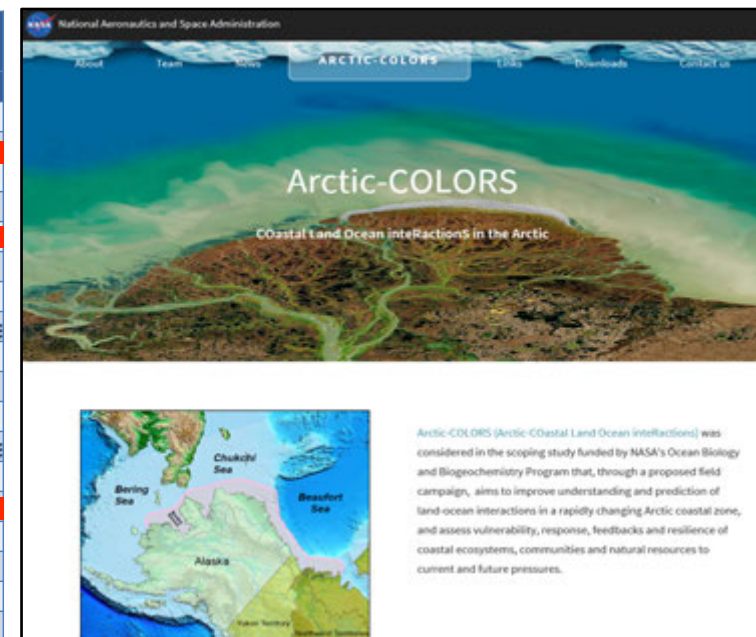 NASA
National Aeronautics and Space Administration
About Team News ARCTIC-COLORS Links Downloads Contact us
Arctic-COLORS
COastal Land Ocean inteRactionS in the Arctic
Chukchi
Sea
Bering
Sea
Beaufort
Sea
Alaska
Yukon Territory
Northwest Territories
Arctic-COLORS (Arctic-COastal Land Ocean inteRactions) was
considered in the scoping study funded by NASA's Ocean Biology
and Biogeochemistry Program that, through a proposed field
campaign, aims to improve understanding and prediction of
land-ocean interactions in a rapidly changing Arctic coastal zone,
and assess vulnerability, response, feedbacks and resilience of
coastal ecosystems, communities and natural resources to
current and future pressures.